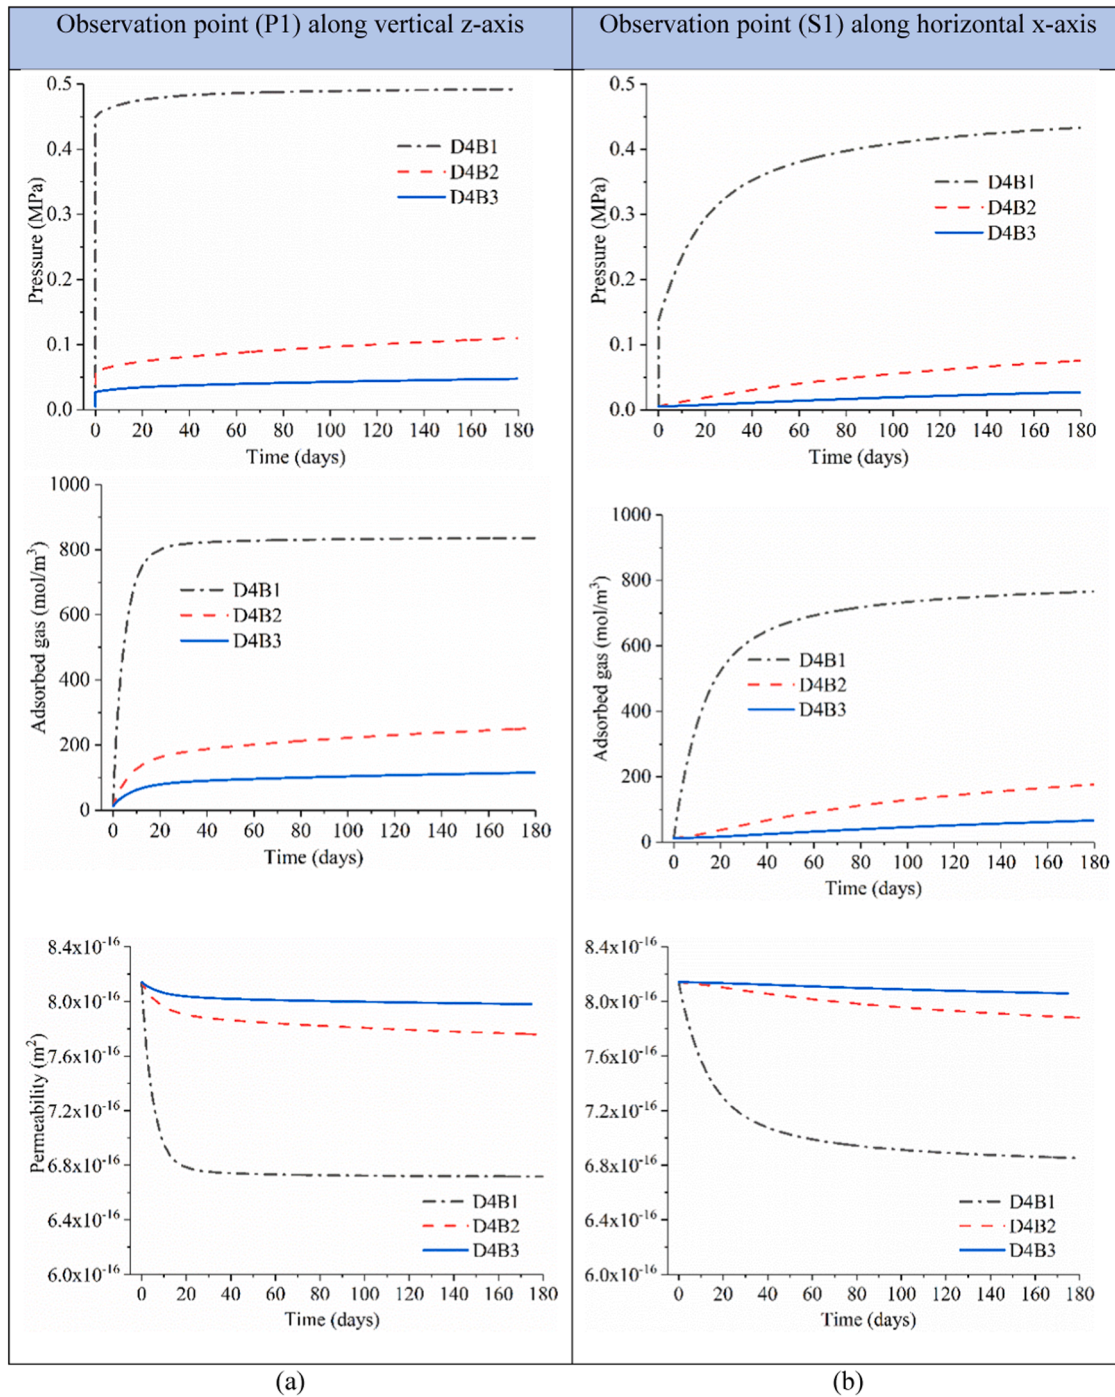 Observation point (P1) along vertical z-axis
Observation point (S1) along horizontal x-axis
0.5
0.4
0.3
0.2
0.1
0.0
Pressure (MPa)
D4B1
D4B2
D4B3
0 20 40 60 80 100 120 140 160 180
Time (days)
0.5
0.4
0.3
0.2
0.1
0.0
Pressure (MPa)
D4B1
D4B2
D4B3
0 20 40 60 80 100 120 140 160 180
Time (days)
1000
800
600
400
200
0
Adsorbed gas (mol/m³)
D4B1
D4B2
D4B3
0 20 40 60 80 100 120 140 160 180
Time (days)
1000
800
600
400
200
0
Adsorbed gas (mol/m³)
D4B1
D4B2
D4B3
0 20 40 60 80 100 120 140 160 180
Time (days)
8.4x10⁻¹⁶
8.0x10⁻¹⁶
7.6x10⁻¹⁶
7.2x10⁻¹⁶
6.8x10⁻¹⁶
6.4x10⁻¹⁶
6.0x10⁻¹⁶
Permeability (m²)
D4B1
D4B2
D4B3
0 20 40 60 80 100 120 140 160 180
Time (days)
8.4x10⁻¹⁶
8.0x10⁻¹⁶
7.6x10⁻¹⁶
7.2x10⁻¹⁶
6.8x10⁻¹⁶
6.4x10⁻¹⁶
6.0x10⁻¹⁶
D4B1
D4B2
D4B3
0 20 40 60 80 100 120 140 160 180
Time (days)
(a)
(b)